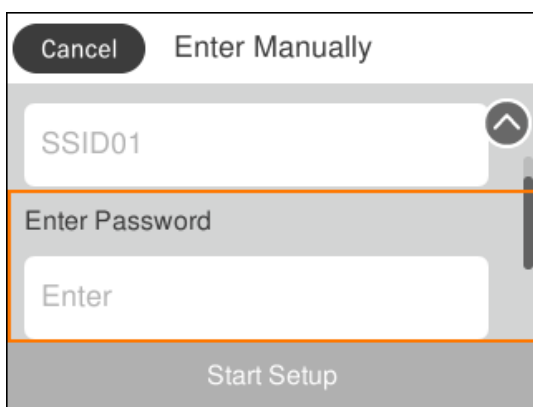 Cancel Enter Manually
SSID01
Enter Password
Enter
Start Setup